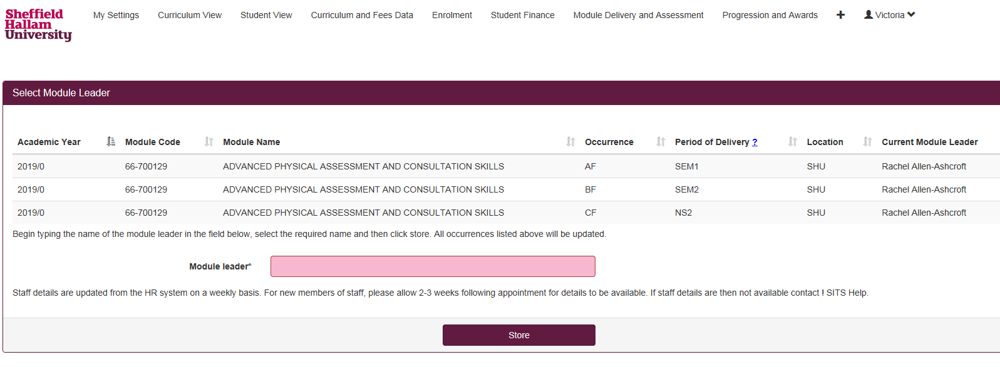 Sheffield
Hallam
University
My Settings Curriculum View Student View Curriculum and Fees Data Enrolment Student Finance Module Delivery and Assessment Progression and Awards Victoria
Select Module Leader
Academic Year Module Code Module Name Occurrence Period of Delivery ? Location Current Module Leader
2019/0 66-700129 ADVANCED PHYSICAL ASSESSMENT AND CONSULTATION SKILLS AF SEM1 SHU Rachel Allen-Ashcroft
2019/0 66-700129 ADVANCED PHYSICAL ASSESSMENT AND CONSULTATION SKILLS BF SEM2 SHU Rachel Allen-Ashcroft
2019/0 66-700129 ADVANCED PHYSICAL ASSESSMENT AND CONSULTATION SKILLS CF NS2 SHU Rachel Allen-Ashcroft
Begin typing the name of the module leader in the field below, select the required name and then click store. All occurrences listed above will be updated.
Module leader*
Staff details are updated from the HR system on a weekly basis. For new members of staff, please allow 2-3 weeks following appointment for details to be available. If staff details are then not available contact ! SITS Help.
Store